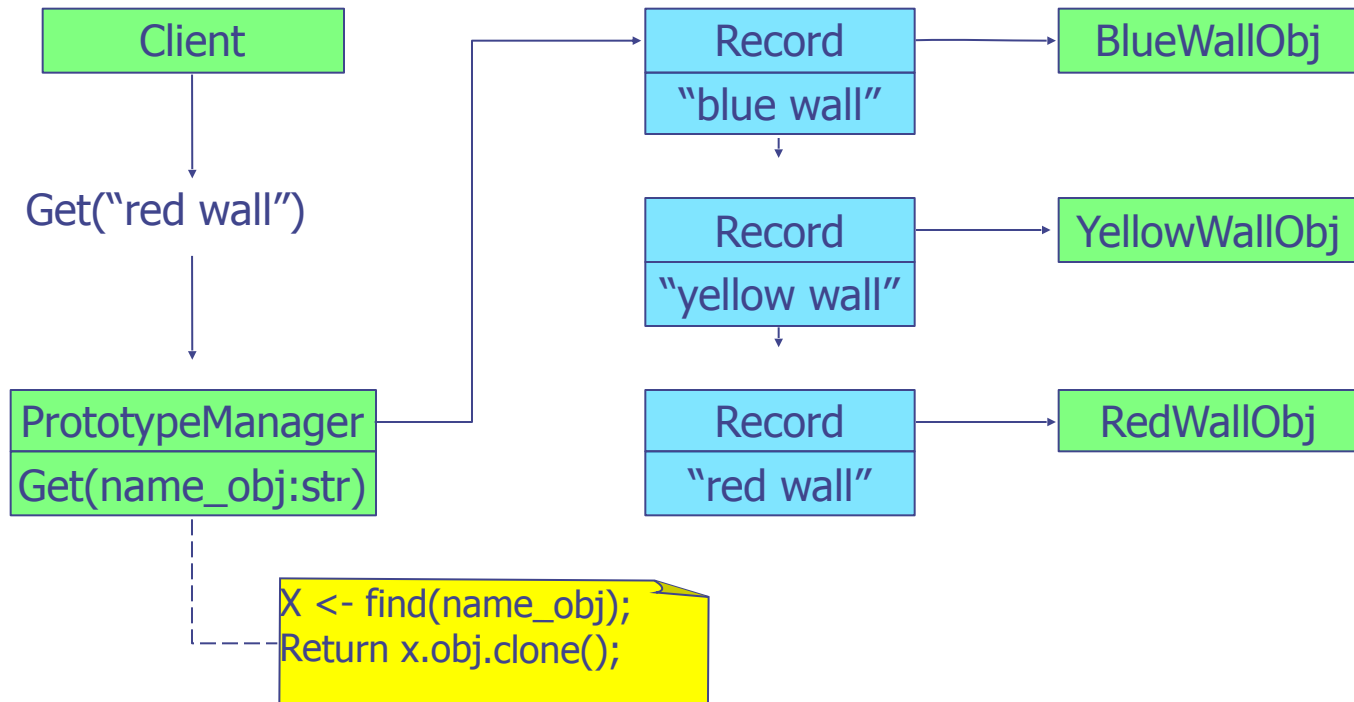 Client
Get(“red wall”)
PrototypeManager
Get(name_obj:str)
X <- find(name_obj);
Return x.obj.clone();
Record
“blue wall”
BlueWallObj
Record
“yellow wall”
YellowWallObj
Record
“red wall”
RedWallObj